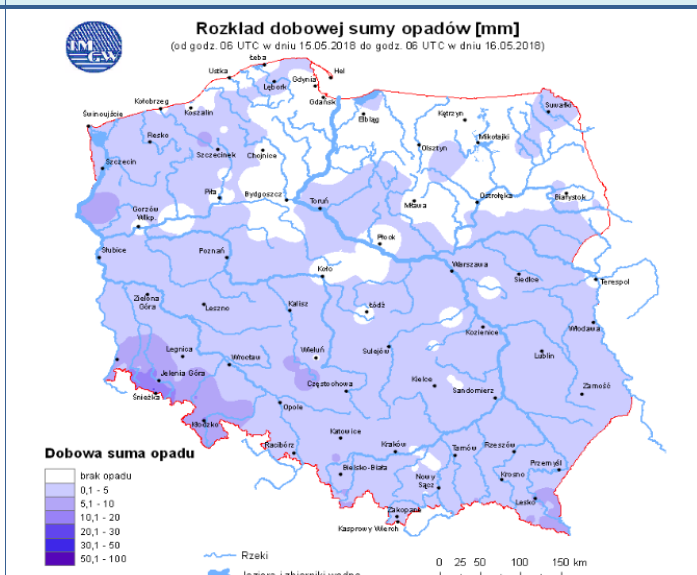 IM
GW
Rozkład dobowej sumy opadów [mm]
(od godz. 06 UTC w dniu 15.05.2018 do godz. 06 UTC w dniu 16.05.2018)
Łeba
Ustka
Hel
Gdynia
Lębork
Gdańsk
Kołobrzeg
Koszalin
Świnoujście
Elbląg
Kętrzyn
Suwałki
Resko
Mikołajki
Olsztyn
Szczecinek
Chojnice
Szczecin
Piła
Bydgoszcz
Toruń
Mława
Ostrołęka
Białystok
Gorzów
Wlkp.
Płock
Słubice
Poznań
Koło
Warszawa
Siedlce
Terespol
Zielona
Góra
Leszno
Kalisz
Łódź
Kozienice
Włodawa
Legnica
Wrocław
Wieluń
Sulejów
Lublin
Jelenia Góra
Śnieżka
Częstochowa
Kielce
Sandomierz
Zamość
Opole
Kłodzko
Katowice
Racibórz
Kraków
Tarnów
Rzeszów
Przemyśl
Bielsko-Biała
Nowy
Sącz
Krosno
Lesko
Zakopane
Kasprowy Wierch
Dobowa suma opadu
brak opadu
0,1 - 5
5,1 - 10
10,1 - 20
20,1 - 30
30,1 - 50
50,1 - 100
Rzeki
Jeziora i zbiorniki wodne
0 25 50 100 150 km